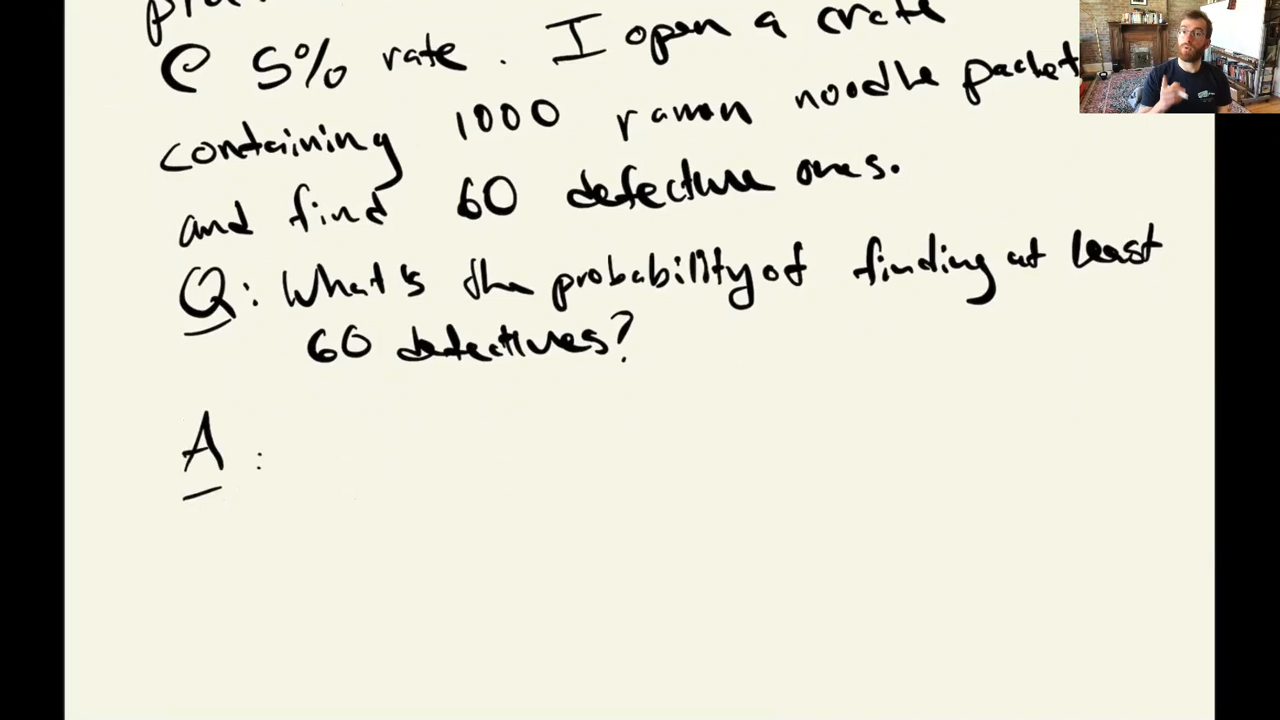 @ 5% rate. I open a crate
containing 1000 ramen noodle packets
and find 60 defective ones.
Q: What's the probability of finding at least
60 defectives?
A: